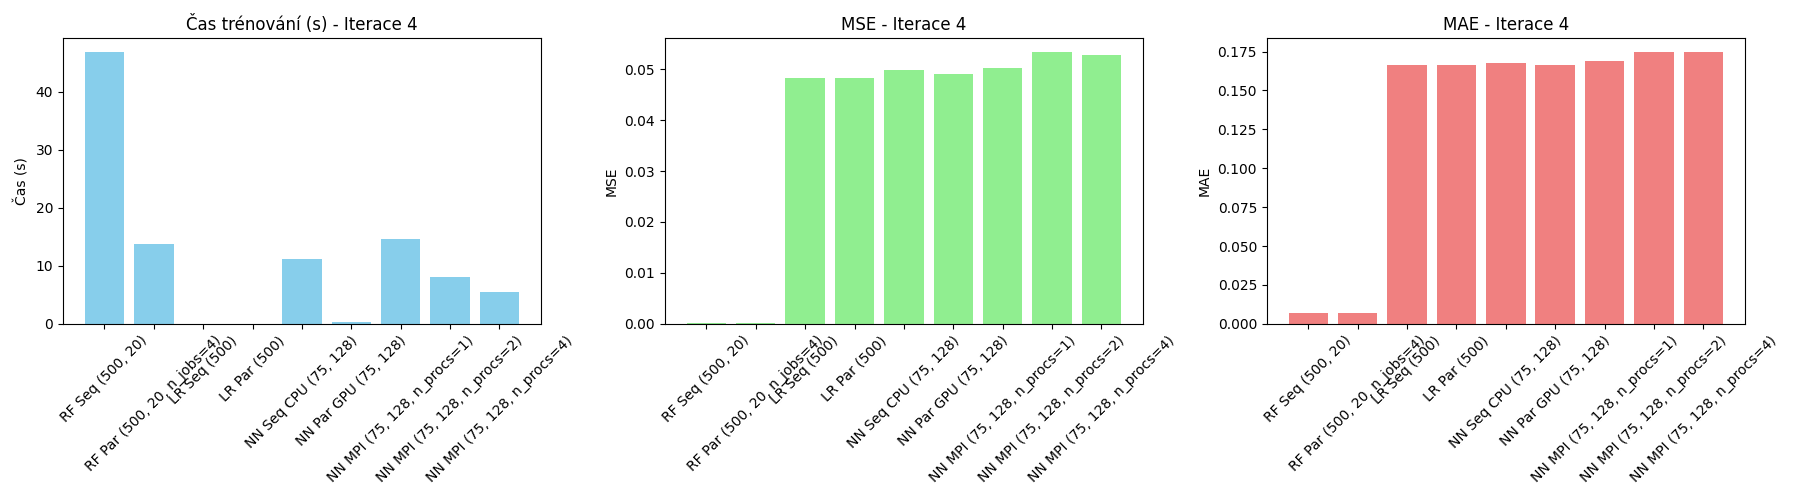 Čas trénování (s) - Iterace 4
Čas (s)
40
30
20
10
0
RF Seq (500, 20)
RF Par (500, 20, n_jobs=4)
LR Seq (500)
LR Par (500)
NN Seq CPU (75, 128)
NN Par GPU (75, 128)
NN MPI (75, 128, n_procs=1)
NN MPI (75, 128, n_procs=2)
NN MPI (75, 128, n_procs=4)
MSE - Iterace 4
MSE
0.05
0.04
0.03
0.02
0.01
0.00
RF Seq (500, 20)
RF Par (500, 20, n_jobs=4)
LR Seq (500)
LR Par (500)
NN Seq CPU (75, 128)
NN Par GPU (75, 128)
NN MPI (75, 128, n_procs=1)
NN MPI (75, 128, n_procs=2)
NN MPI (75, 128, n_procs=4)
MAE - Iterace 4
MAE
0.175
0.150
0.125
0.100
0.075
0.050
0.025
0.000
RF Seq (500, 20)
RF Par (500, 20, n_jobs=4)
LR Seq (500)
LR Par (500)
NN Seq CPU (75, 128)
NN Par GPU (75, 128)
NN MPI (75, 128, n_procs=1)
NN MPI (75, 128, n_procs=2)
NN MPI (75, 128, n_procs=4)